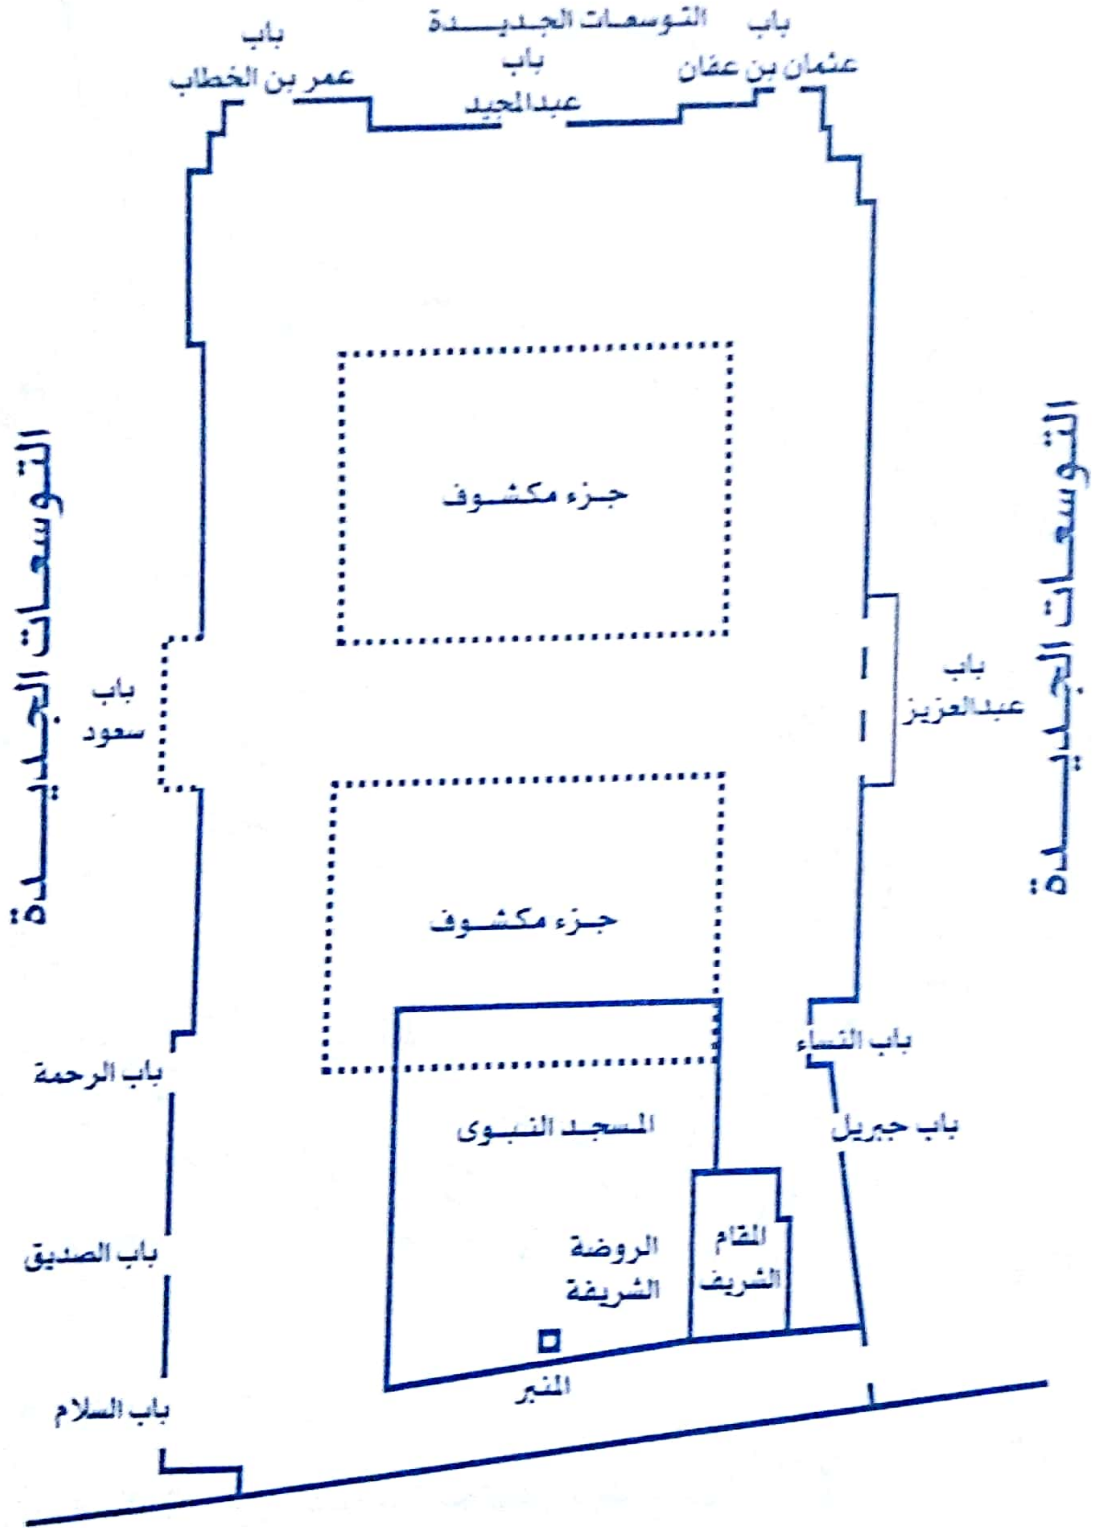 التوسعات الجديدة
باب
عثمان بن عفان
باب
عبدالمجيد
باب
عمر بن الخطاب
التوسعات الجديدة
التوسعات الجديدة
جزء مكشوف
باب
عبدالعزيز
باب
سعود
جزء مكشوف
باب النساء
باب الرحمة
باب جبريل
المسجد النبوى
المقام
الشريف
الروضة
الشريفة
باب الصديق
المنبر
باب السلام